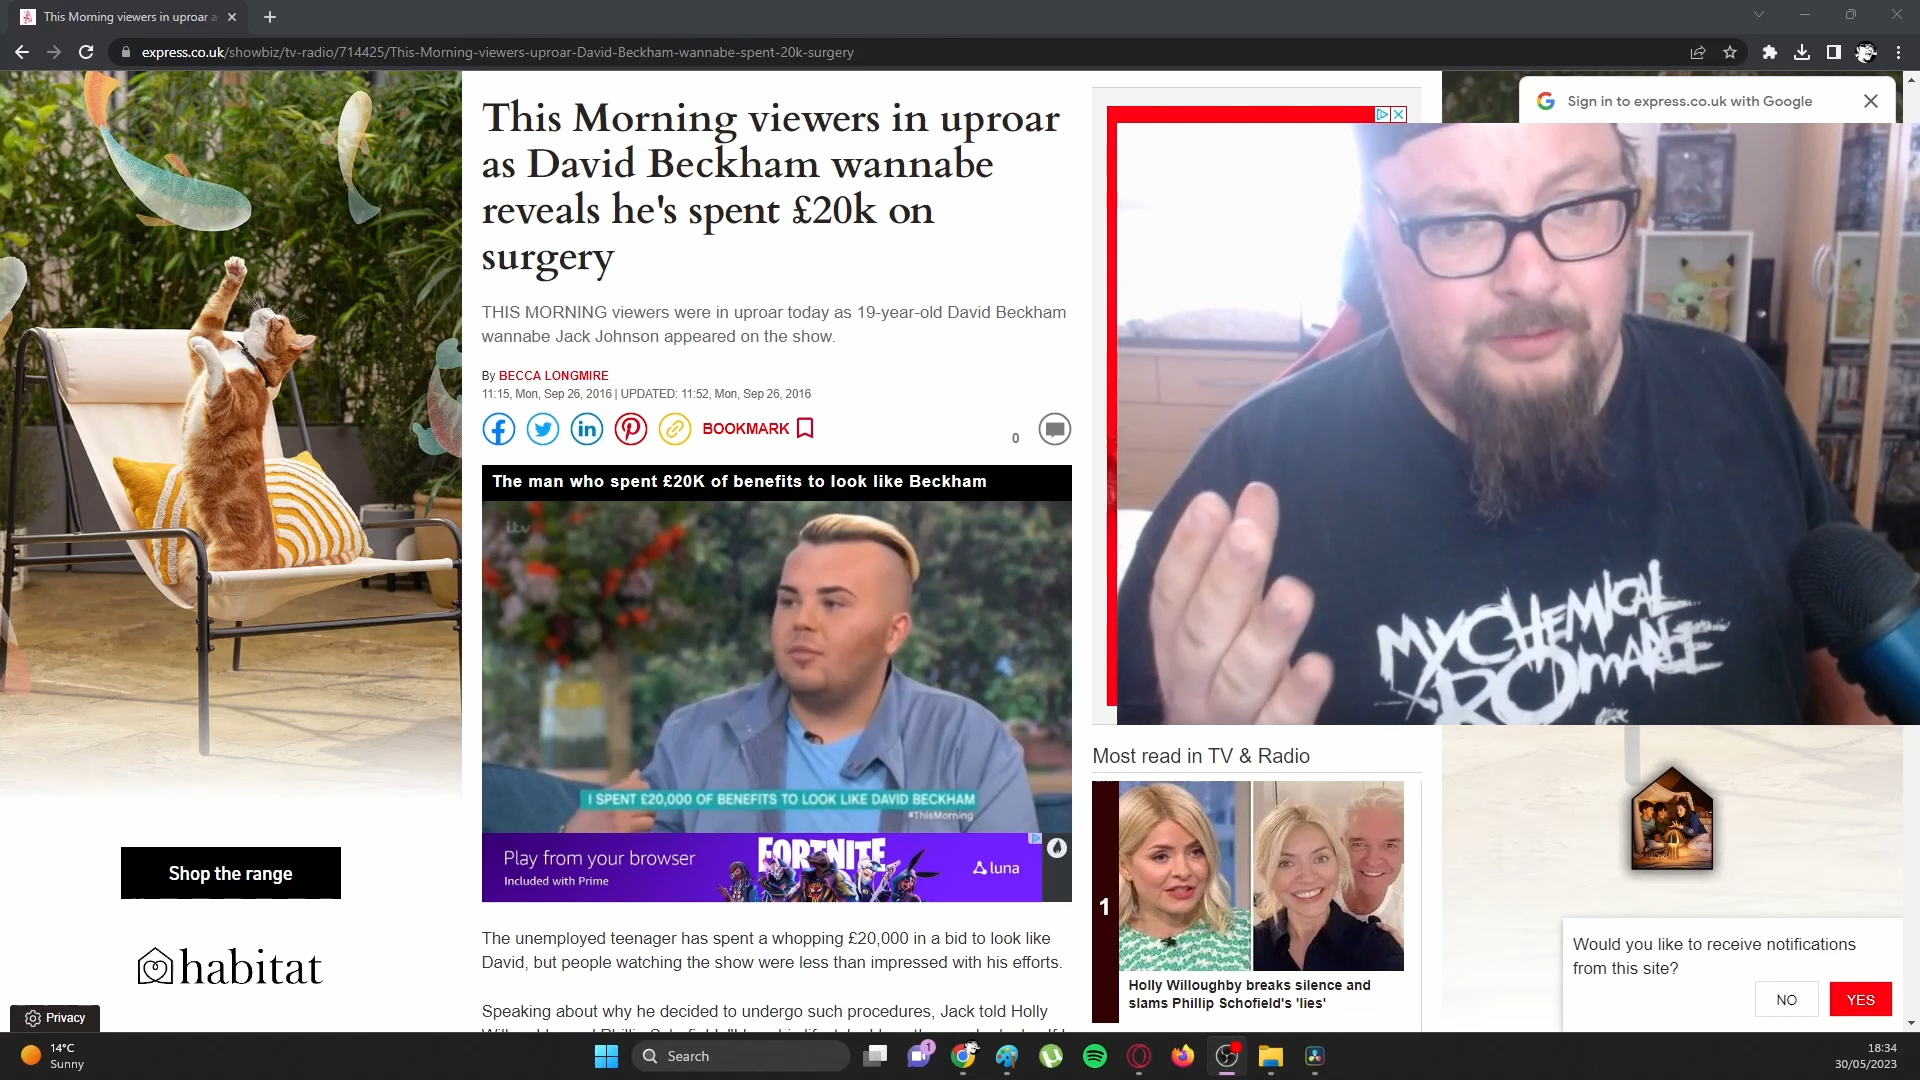 This Morning viewers in uproar a
express.co.uk/showbiz/tv-radio/714425/This-Morning-viewers-uproar-David-Beckham-wannabe-spent-20k-surgery
Sign in to express.co.uk with Google
This Morning viewers in uproar
as David Beckham wannabe
reveals he's spent £20k on
surgery
THIS MORNING viewers were in uproar today as 19-year-old David Beckham
wannabe Jack Johnson appeared on the show.
By BECCA LONGMIRE
11:15, Mon, Sep 26, 2016 | UPDATED: 11:52, Mon, Sep 26, 2016
BOOKMARK
0
The man who spent £20K of benefits to look like Beckham
itv
I SPENT £20,000 OF BENEFITS TO LOOK LIKE DAVID BECKHAM
#ThisMorning
Play from your browser
Included with Prime
FORTNITE
luna
The unemployed teenager has spent a whopping £20,000 in a bid to look like
David, but people watching the show were less than impressed with his efforts.
Speaking about why he decided to undergo such procedures, Jack told Holly
MY CHEMICAL
ROMANCE
Most read in TV & Radio
1
Holly Willoughby breaks silence and
slams Phillip Schofield's 'lies'
Would you like to receive notifications
from this site?
NO
YES
Shop the range
habitat
Privacy
14°C
Sunny
Search
1
18:34
30/05/2023